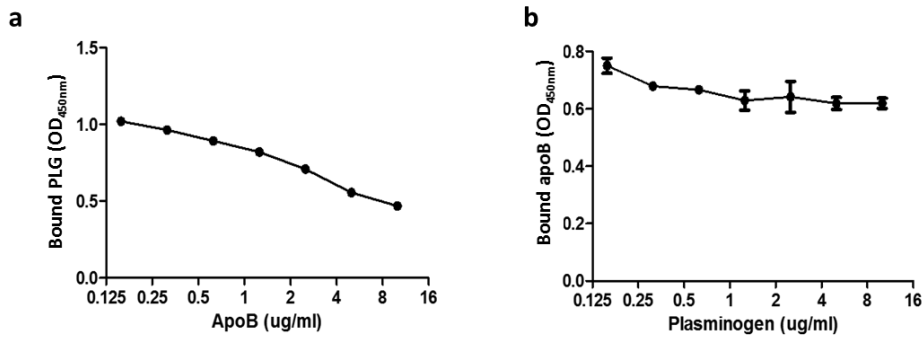 a
1.5
1.0
0.5
0.0
Bound PLG (OD450nm)
0.125 0.25 0.5 1 2 4 8 16
ApoB (ug/ml)
b
0.8
0.6
0.4
0.2
0.0
Bound apoB (OD450nm)
0.125 0.25 0.5 1 2 4 8 16
Plasminogen (ug/ml)